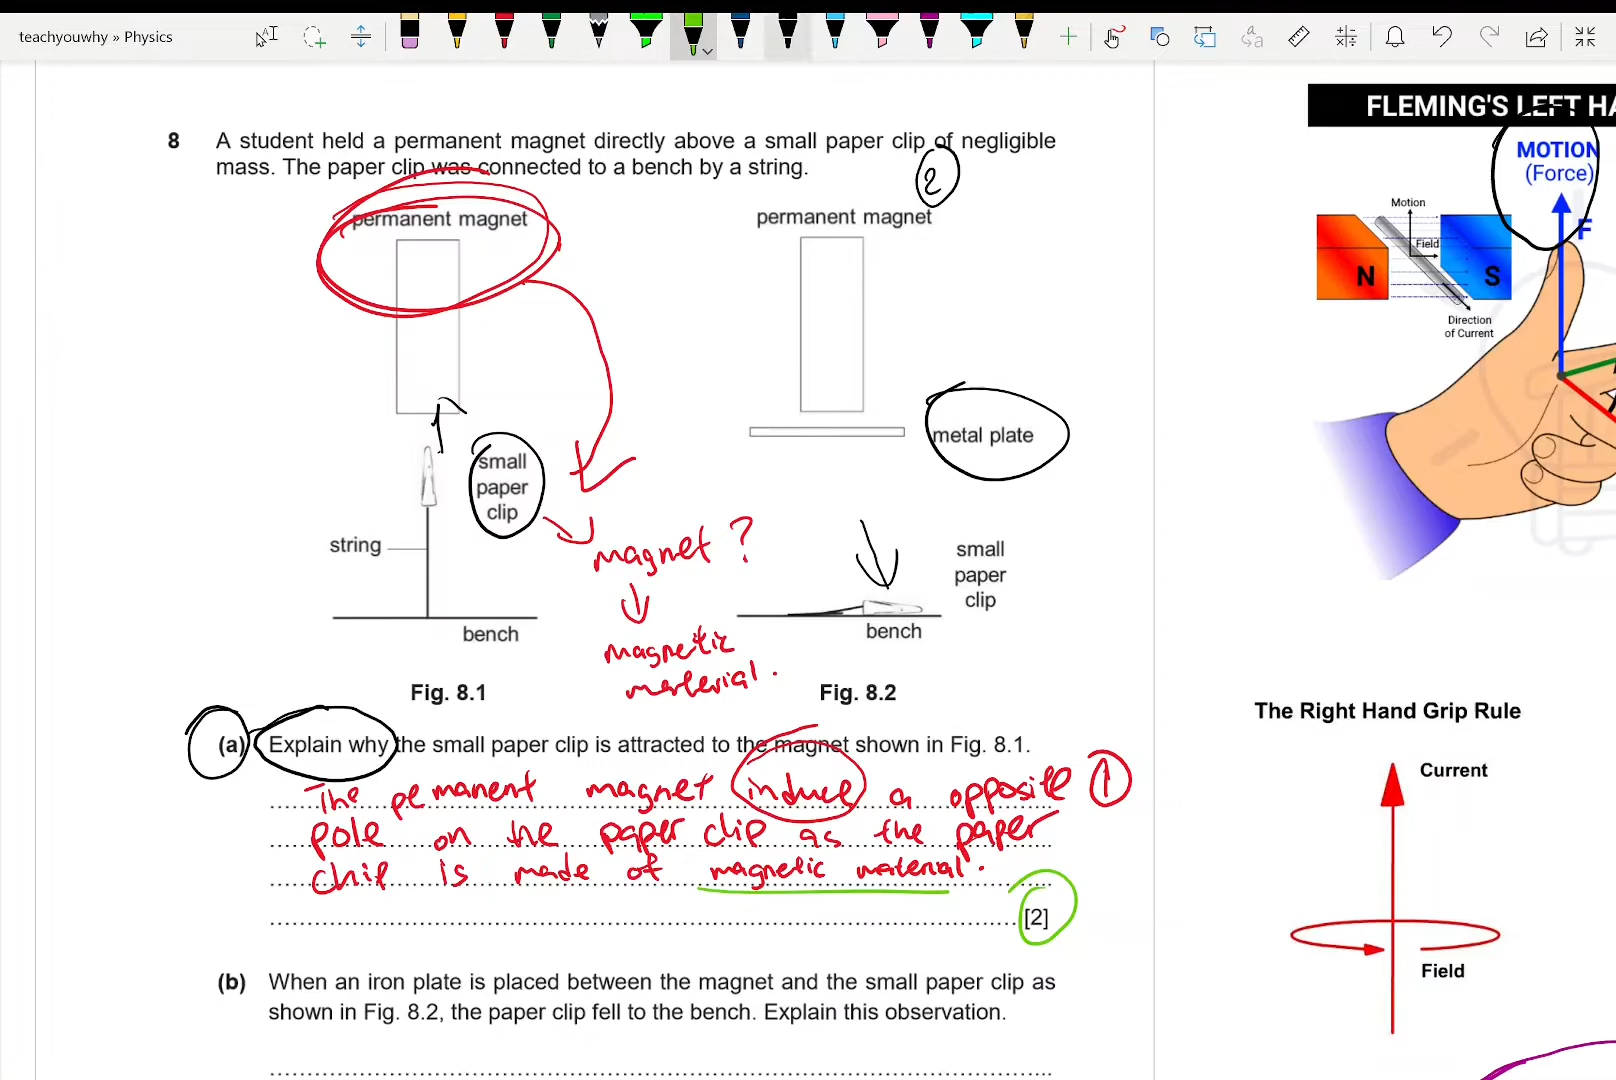 teachyouwhy » Physics
8 A student held a permanent magnet directly above a small paper clip of negligible
mass. The paper clip was connected to a bench by a string.
2
permanent magnet
permanent magnet
small
paper
clip
metal plate
string
magnet ?
magnetic
material.
small
paper
clip
bench
bench
Fig. 8.1
Fig. 8.2
(a) Explain why the small paper clip is attracted to the magnet shown in Fig. 8.1.
The pemanent magnet induce a opposite 1
pole on the paper clip as the paper
chip is made of magnetic material.
[2]
(b) When an iron plate is placed between the magnet and the small paper clip as
shown in Fig. 8.2, the paper clip fell to the bench. Explain this observation.
FLEMING'S LEFT HA
MOTION
(Force)
F
Motion
Field
N
S
Direction
of Current
The Right Hand Grip Rule
Current
Field